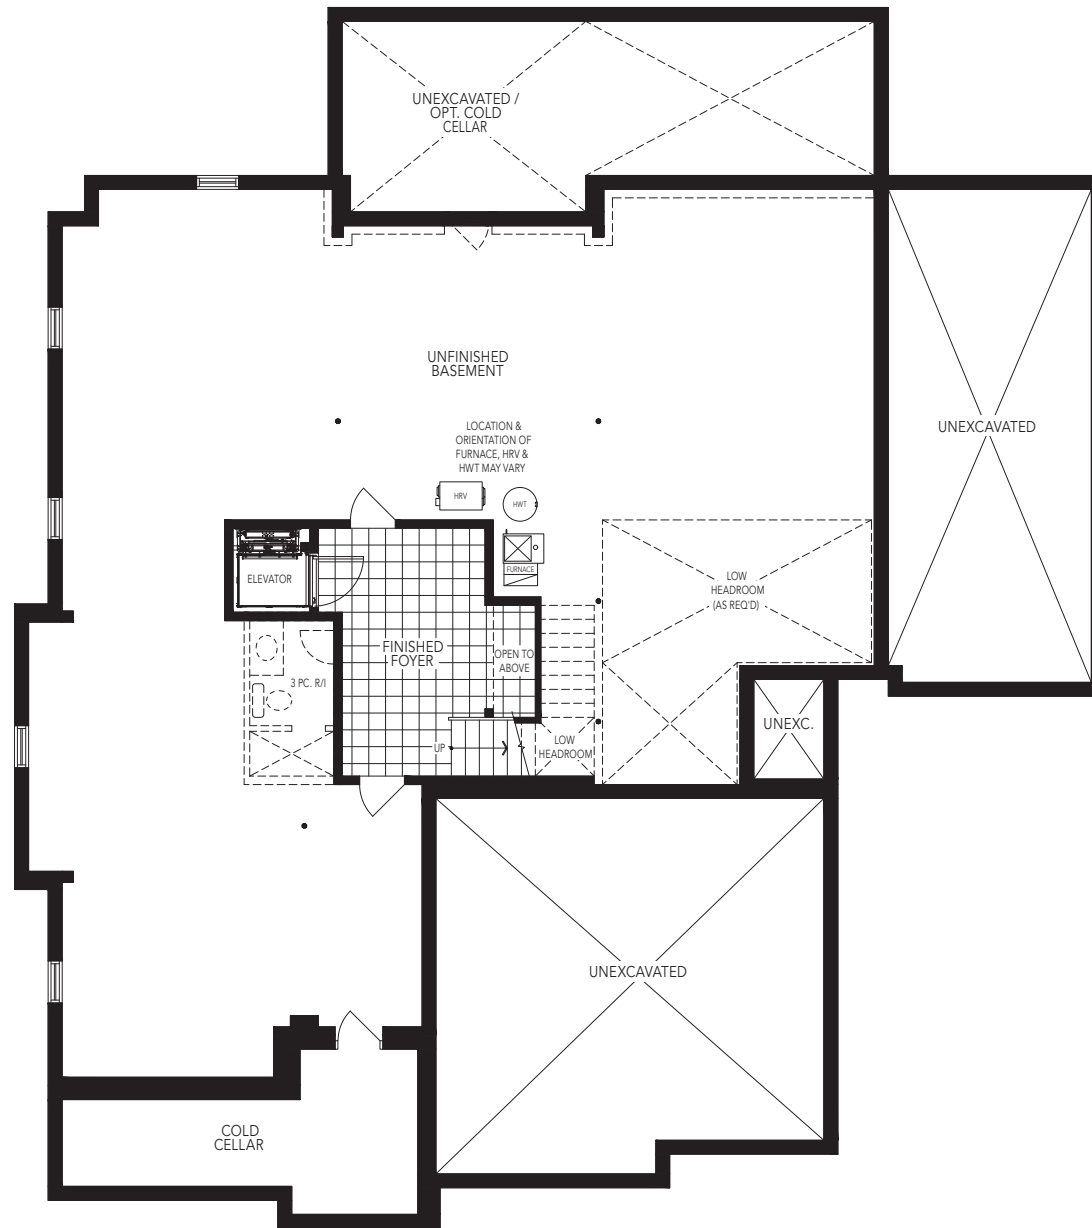 UNEXCAVATED /
OPT. COLD
CELLAR
UNFINISHED
BASEMENT
UNEXCAVATED
LOCATION &
ORIENTATION OF
FURNACE, HRV &
HWT MAY VARY
HRV
HWT
FURNACE
ELEVATOR
LOW
HEADROOM
(AS REQ'D)
FINISHED
FOYER
OPEN TO
ABOVE
3 PC. R/I
UNEXC.
UP
LOW
HEADROOM
UNEXCAVATED
COLD
CELLAR